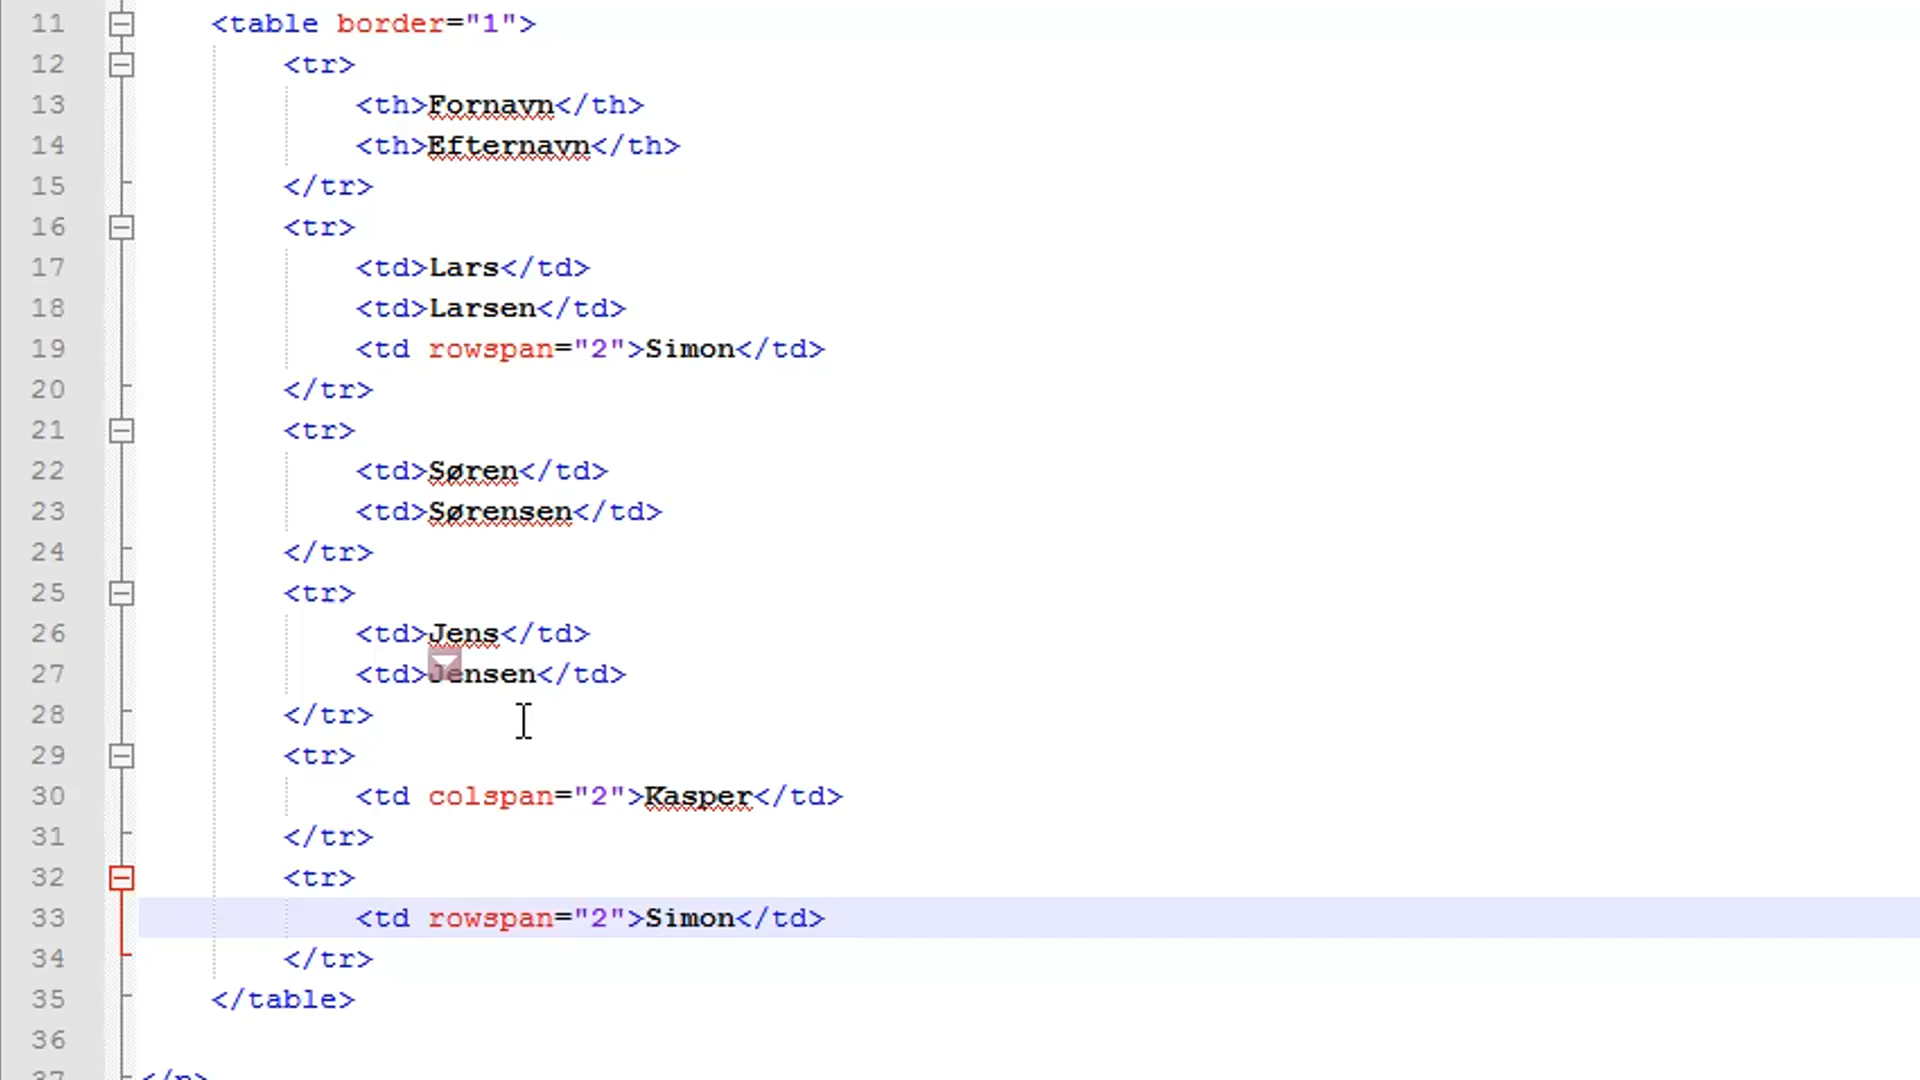 11 <table border="1">
12 <tr>
13 <th>Fornavn</th>
14 <th>Efternavn</th>
15 </tr>
16 <tr>
17 <td>Lars</td>
18 <td>Larsen</td>
19 <td rowspan="2">Simon</td>
20 </tr>
21 <tr>
22 <td>Søren</td>
23 <td>Sørensen</td>
24 </tr>
25 <tr>
26 <td>Jens</td>
27 <td>Jensen</td>
28 </tr>
29 <tr>
30 <td colspan="2">Kasper</td>
31 </tr>
32 <tr>
33 <td rowspan="2">Simon</td>
34 </tr>
35 </table>
36
37 </p>